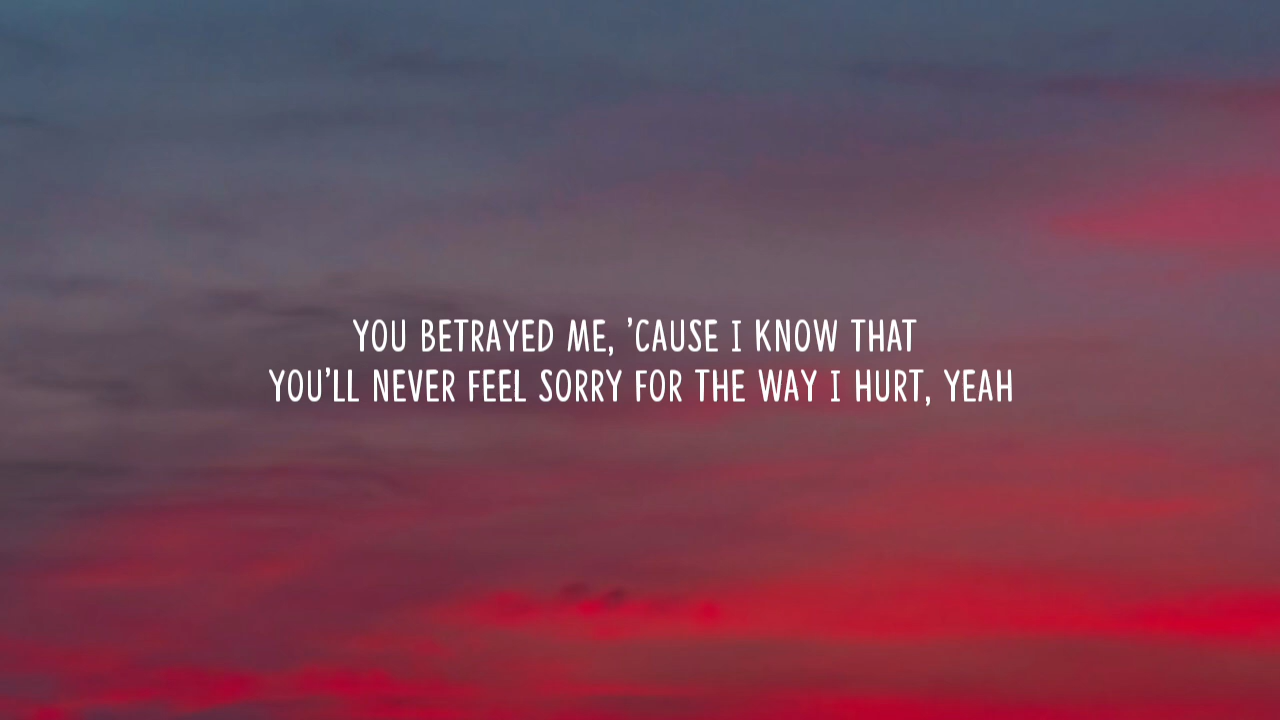 YOU BETRAYED ME, ’CAUSE I KNOW THAT
YOU’LL NEVER FEEL SORRY FOR THE WAY I HURT, YEAH